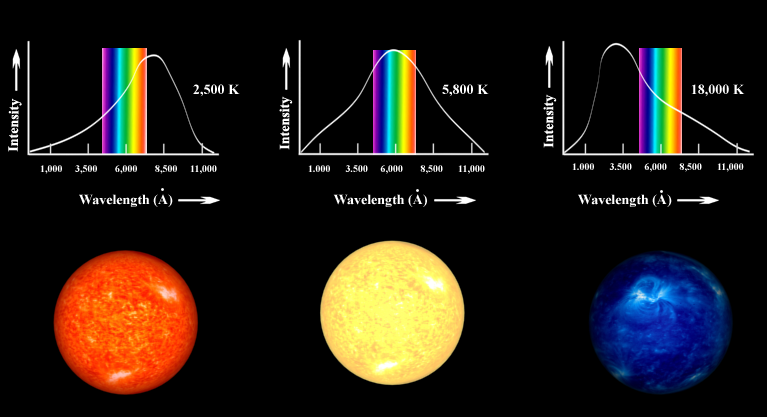 Intensity
2,500 K
1,000 3,500 6,000 8,500 11,000
Wavelength (Å)
Intensity
5,800 K
1.000 3.500 6,000 8,500 11,000
Wavelength (Å)
Intensity
18,000 K
1.000 3.500 6,000 8,500 11,000
Wavelength (Å)